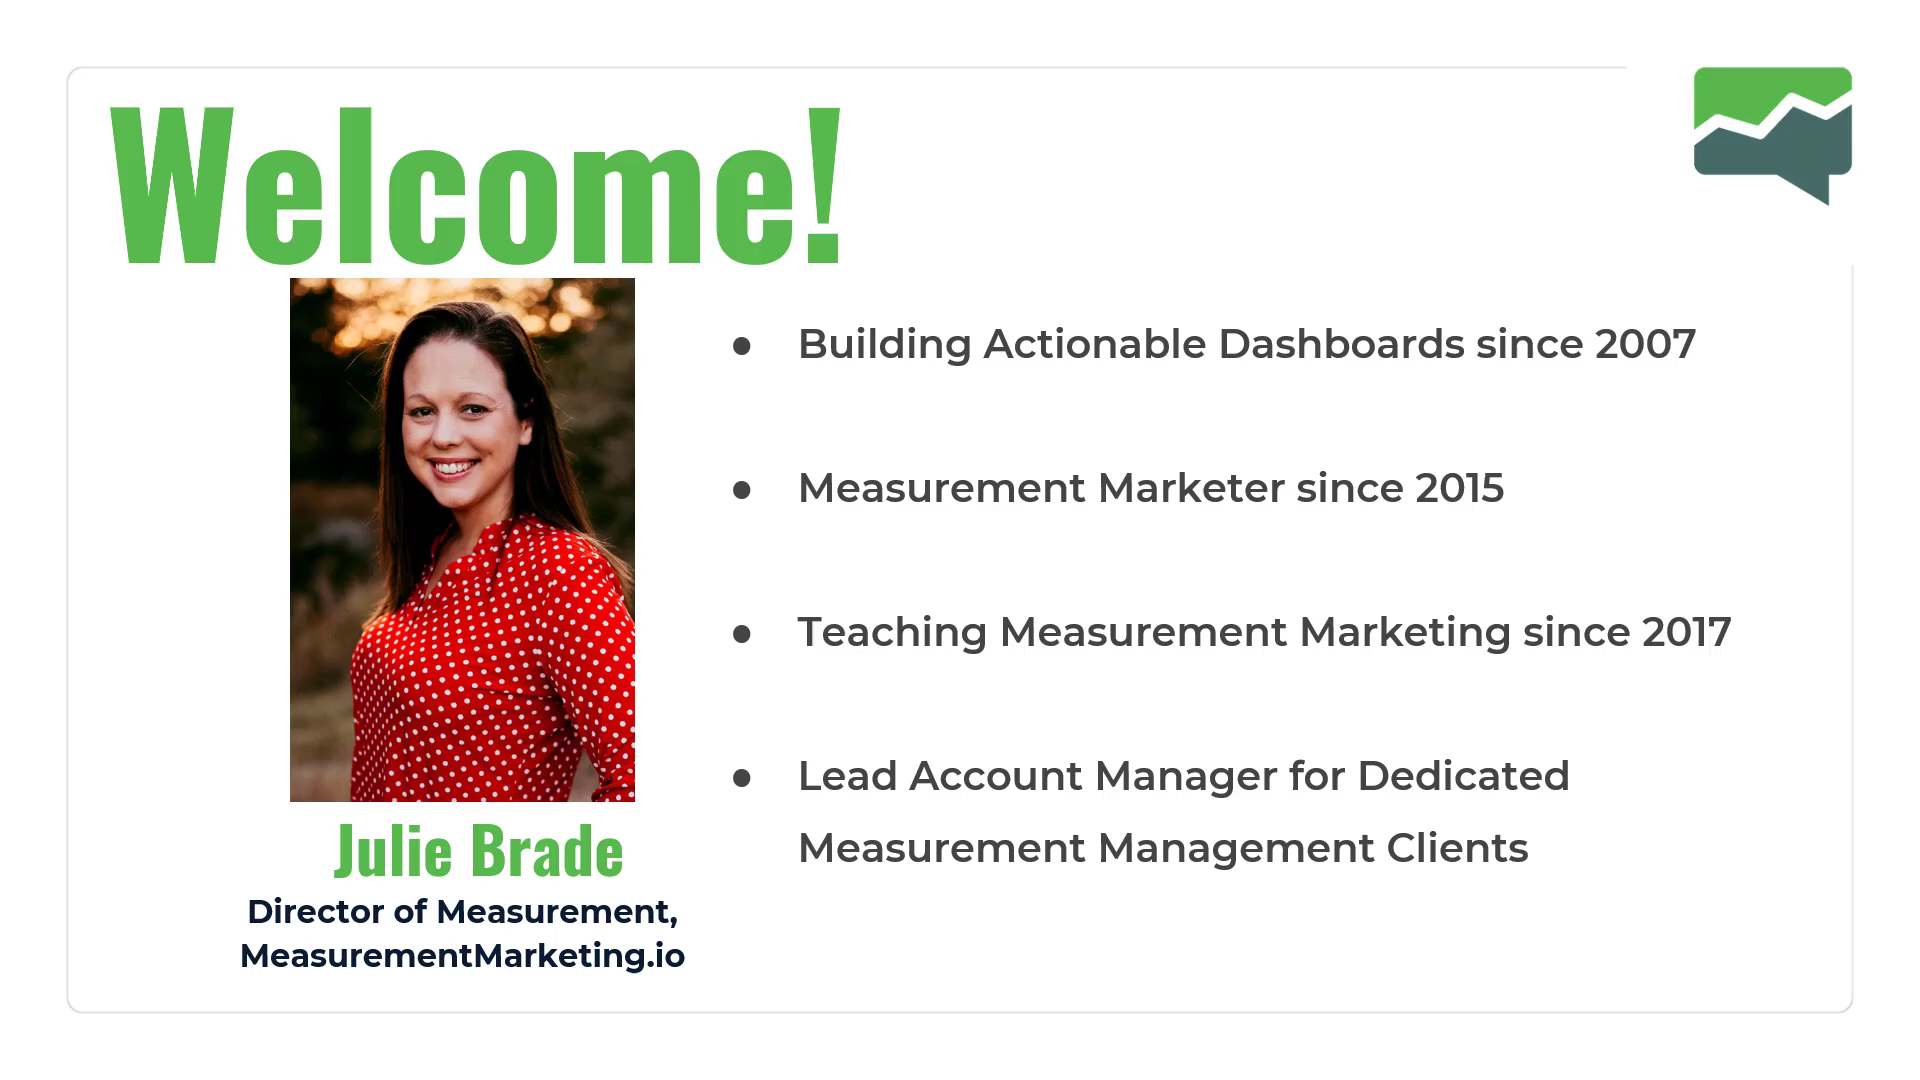 Welcome!
● Building Actionable Dashboards since 2007
● Measurement Marketer since 2015
● Teaching Measurement Marketing since 2017
● Lead Account Manager for Dedicated
Measurement Management Clients
Julie Brade
Director of Measurement,
MeasurementMarketing.io